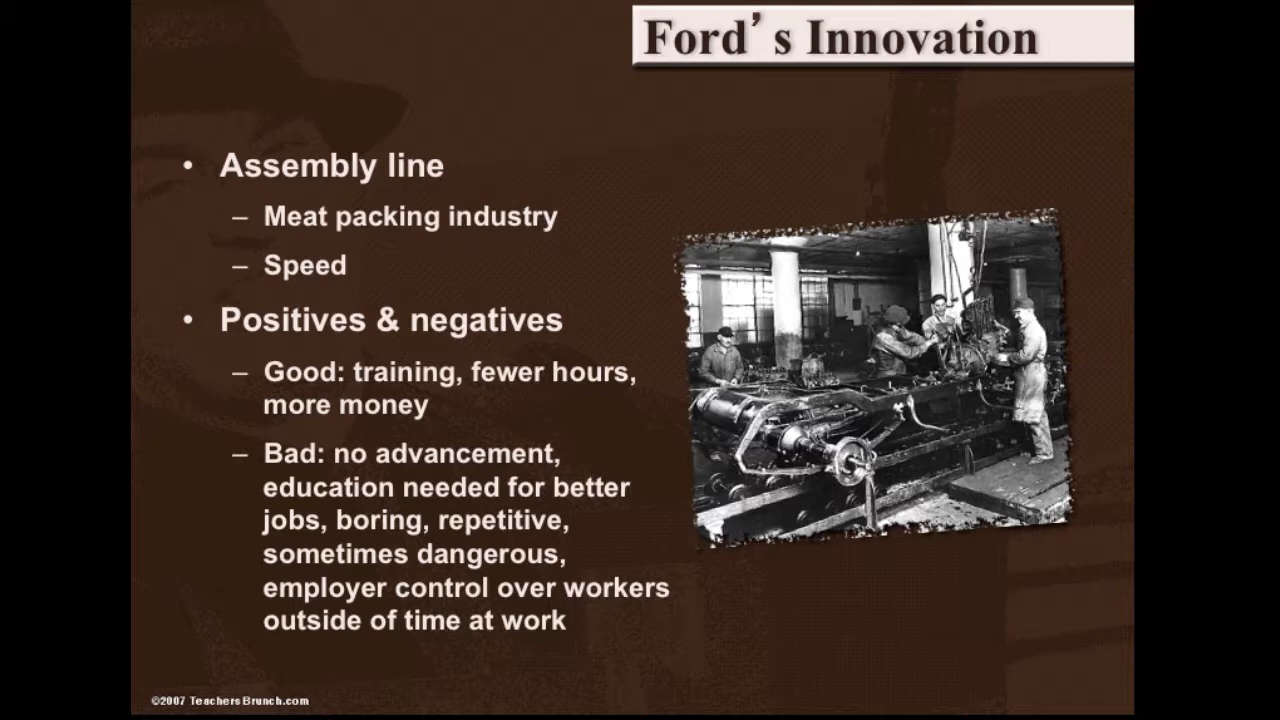 Ford's Innovation
• Assembly line
– Meat packing industry
– Speed
• Positives & negatives
– Good: training, fewer hours,
more money
– Bad: no advancement,
education needed for better
jobs, boring, repetitive,
sometimes dangerous,
employer control over workers
outside of time at work
©2007 TeachersBrunch.com